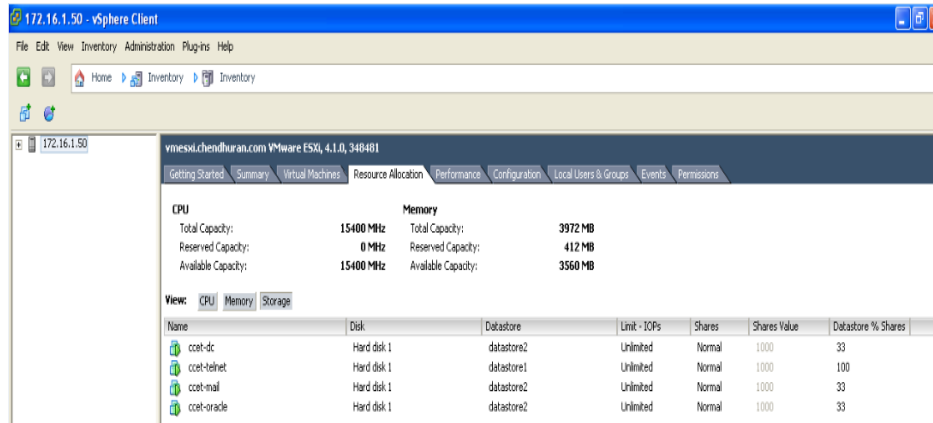 172.16.1.50 - vSphere Client
File Edit View Inventory Administration Plug-ins Help
Home Inventory Inventory
172.16.1.50
vmesxi.chendhuran.com VMware ESXi, 4.1.0, 348481
Getting Started Summary Virtual Machines Resource Allocation Performance Configuration Local Users & Groups Events Permissions
CPU Memory
Total Capacity: 15400 MHz Total Capacity: 3972 MB
Reserved Capacity: 0 MHz Reserved Capacity: 412 MB
Available Capacity: 15400 MHz Available Capacity: 3560 MB
View: CPU Memory Storage
Name Disk Datastore Limit - IOPs Shares Shares Value Datastore % Shares
ccet-dc Hard disk 1 datastore2 Unlimited Normal 1000 33
ccet-telnet Hard disk 1 datastore1 Unlimited Normal 1000 100
ccet-mail Hard disk 1 datastore2 Unlimited Normal 1000 33
ccet-oracle Hard disk 1 datastore2 Unlimited Normal 1000 33